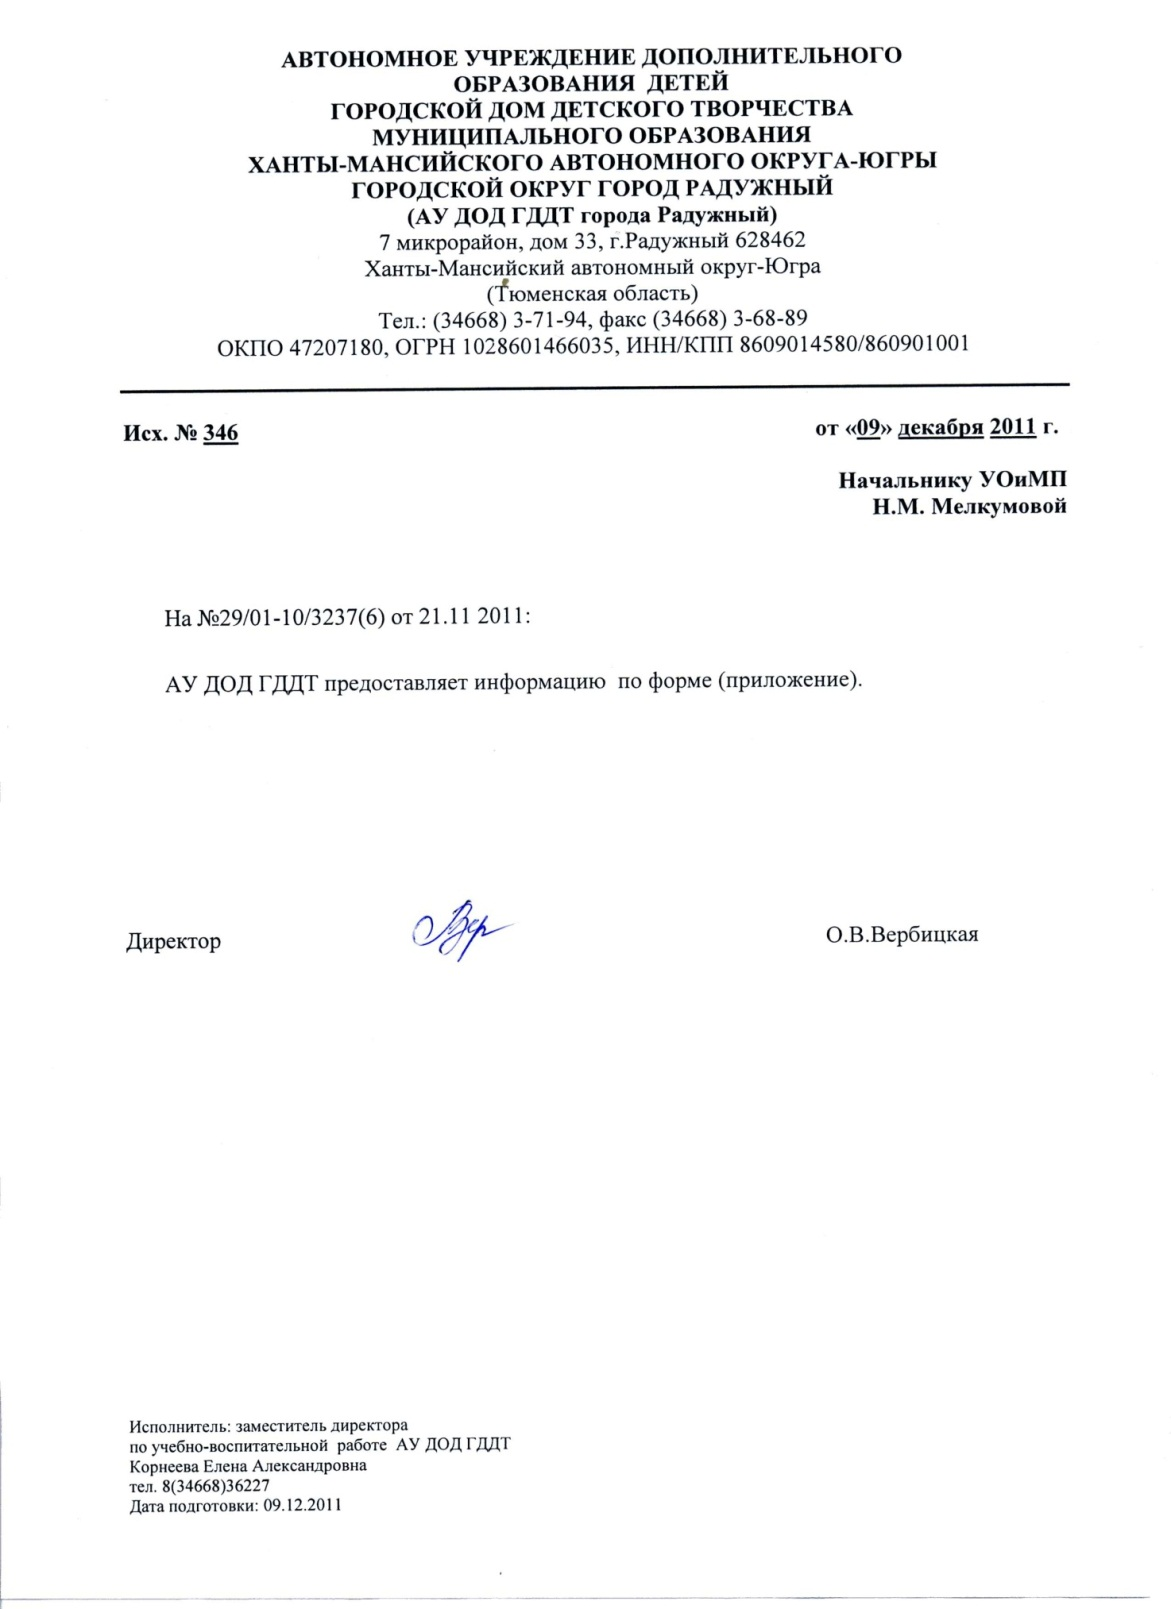 АВТОНОМНОЕ УЧРЕЖДЕНИЕ ДОПОЛНИТЕЛЬНОГО
ОБРАЗОВАНИЯ ДЕТЕЙ
ГОРОДСКОЙ ДОМ ДЕТСКОГО ТВОРЧЕСТВА
МУНИЦИПАЛЬНОГО ОБРАЗОВАНИЯ
ХАНТЫ-МАНСИЙСКОГО АВТОНОМНОГО ОКРУГА-ЮГРЫ
ГОРОДСКОЙ ОКРУГ ГОРОД РАДУЖНЫЙ
(АУ ДОД ГДДТ города Радужный)
7 микрорайон, дом 33, г.Радужный 628462
Ханты-Мансийский автономный округ-Югра
(Тюменская область)
Тел.: (34668) 3-71-94, факс (34668) 3-68-89
ОКПО 47207180, ОГРН 1028601466035, ИНН/КПП 8609014580/860901001
Исх. № 346 от «09» декабря 2011 г.
Начальнику УОиМП
Н.М. Мелкумовой
На №29/01-10/3237(6) от 21.11 2011:
АУ ДОД ГДДТ предоставляет информацию по форме (приложение).
Директор О.В.Вербицкая
Исполнитель: заместитель директора
по учебно-воспитательной работе АУ ДОД ГДДТ
Корнеева Елена Александровна
тел. 8(34668)36227
Дата подготовки: 09.12.2011